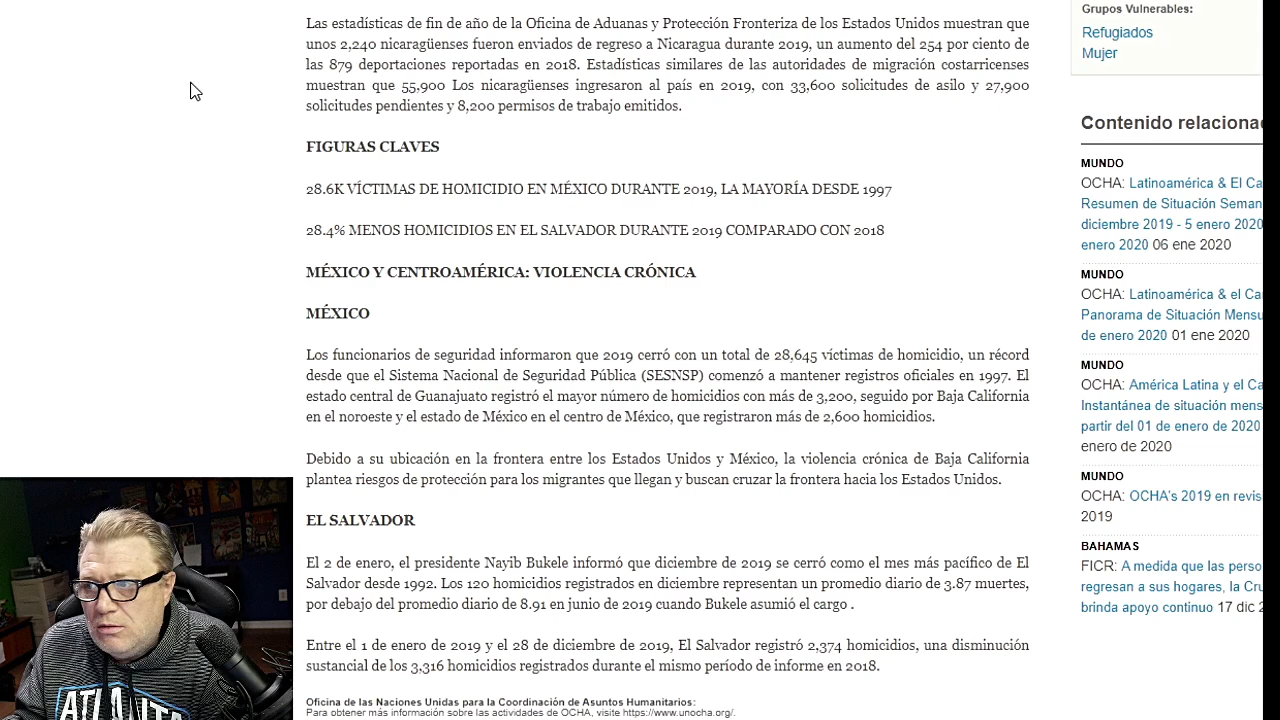 Las estadísticas de fin de año de la Oficina de Aduanas y Protección Fronteriza de los Estados Unidos muestran que
unos 2,240 nicaragüenses fueron enviados de regreso a Nicaragua durante 2019, un aumento del 254 por ciento de
las 879 deportaciones reportadas en 2018. Estadísticas similares de las autoridades de migración costarricenses
muestran que 55,900 Los nicaragüenses ingresaron al país en 2019, con 33,600 solicitudes de asilo y 27,900
solicitudes pendientes y 8,200 permisos de trabajo emitidos.
FIGURAS CLAVES
28.6K VÍCTIMAS DE HOMICIDIO EN MÉXICO DURANTE 2019, LA MAYORÍA DESDE 1997
28.4% MENOS HOMICIDIOS EN EL SALVADOR DURANTE 2019 COMPARADO CON 2018
MÉXICO Y CENTROAMÉRICA: VIOLENCIA CRÓNICA
MÉXICO
Los funcionarios de seguridad informaron que 2019 cerró con un total de 28,645 víctimas de homicidio, un récord
desde que el Sistema Nacional de Seguridad Pública (SESNSP) comenzó a mantener registros oficiales en 1997. El
estado central de Guanajuato registró el mayor número de homicidios con más de 3,200, seguido por Baja California
en el noroeste y el estado de México en el centro de México, que registraron más de 2,600 homicidios.
Debido a su ubicación en la frontera entre los Estados Unidos y México, la violencia crónica de Baja California
plantea riesgos de protección para los migrantes que llegan y buscan cruzar la frontera hacia los Estados Unidos.
EL SALVADOR
El 2 de enero, el presidente Nayib Bukele informó que diciembre de 2019 se cerró como el mes más pacífico de El
Salvador desde 1992. Los 120 homicidios registrados en diciembre representan un promedio diario de 3.87 muertes,
por debajo del promedio diario de 8.91 en junio de 2019 cuando Bukele asumió el cargo .
Entre el 1 de enero de 2019 y el 28 de diciembre de 2019, El Salvador registró 2,374 homicidios, una disminución
sustancial de los 3,316 homicidios registrados durante el mismo período de informe en 2018.
Oficina de las Naciones Unidas para la Coordinación de Asuntos Humanitarios:
Para obtener más información sobre las actividades de OCHA, visite https://www.unocha.org/.
Grupos Vulnerables:
Refugiados
Mujer
Contenido relaciona
MUNDO
OCHA: Latinoamérica & El Ca
Resumen de Situación Seman
diciembre 2019 - 5 enero 2020
enero 2020 06 ene 2020
MUNDO
OCHA: Latinoamérica & el Ca
Panorama de Situación Mensu
de enero 2020 01 ene 2020
MUNDO
OCHA: América Latina y el Ca
Instantánea de situación mens
partir del 01 de enero de 2020
enero de 2020
MUNDO
OCHA: OCHA's 2019 en revis
2019
BAHAMAS
FICR: A medida que las perso
regresan a sus hogares, la Cru
brinda apoyo continuo 17 dic 2
ATLANTA